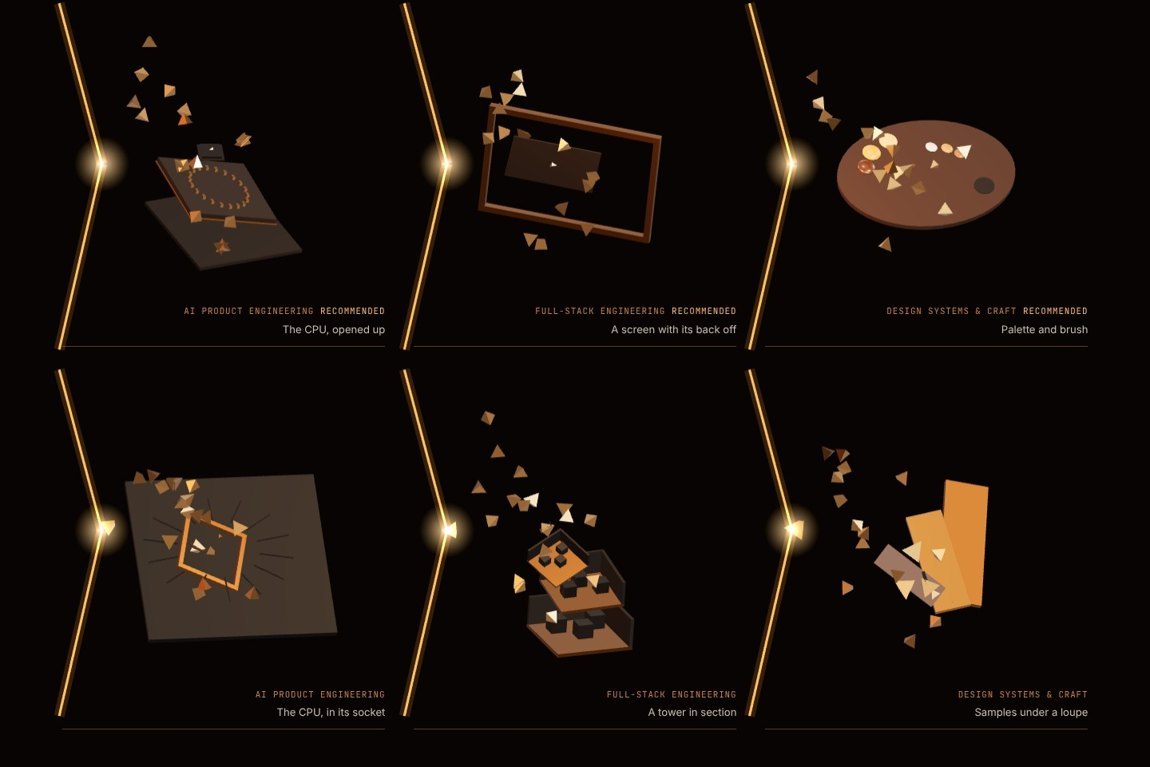 AI PRODUCT ENGINEERING RECOMMENDED
The CPU, opened up
FULL-STACK ENGINEERING RECOMMENDED
A screen with its back off
DESIGN SYSTEMS & CRAFT RECOMMENDED
Palette and brush
AI PRODUCT ENGINEERING
The CPU, in its socket
FULL-STACK ENGINEERING
A tower in section
DESIGN SYSTEMS & CRAFT
Samples under a loupe